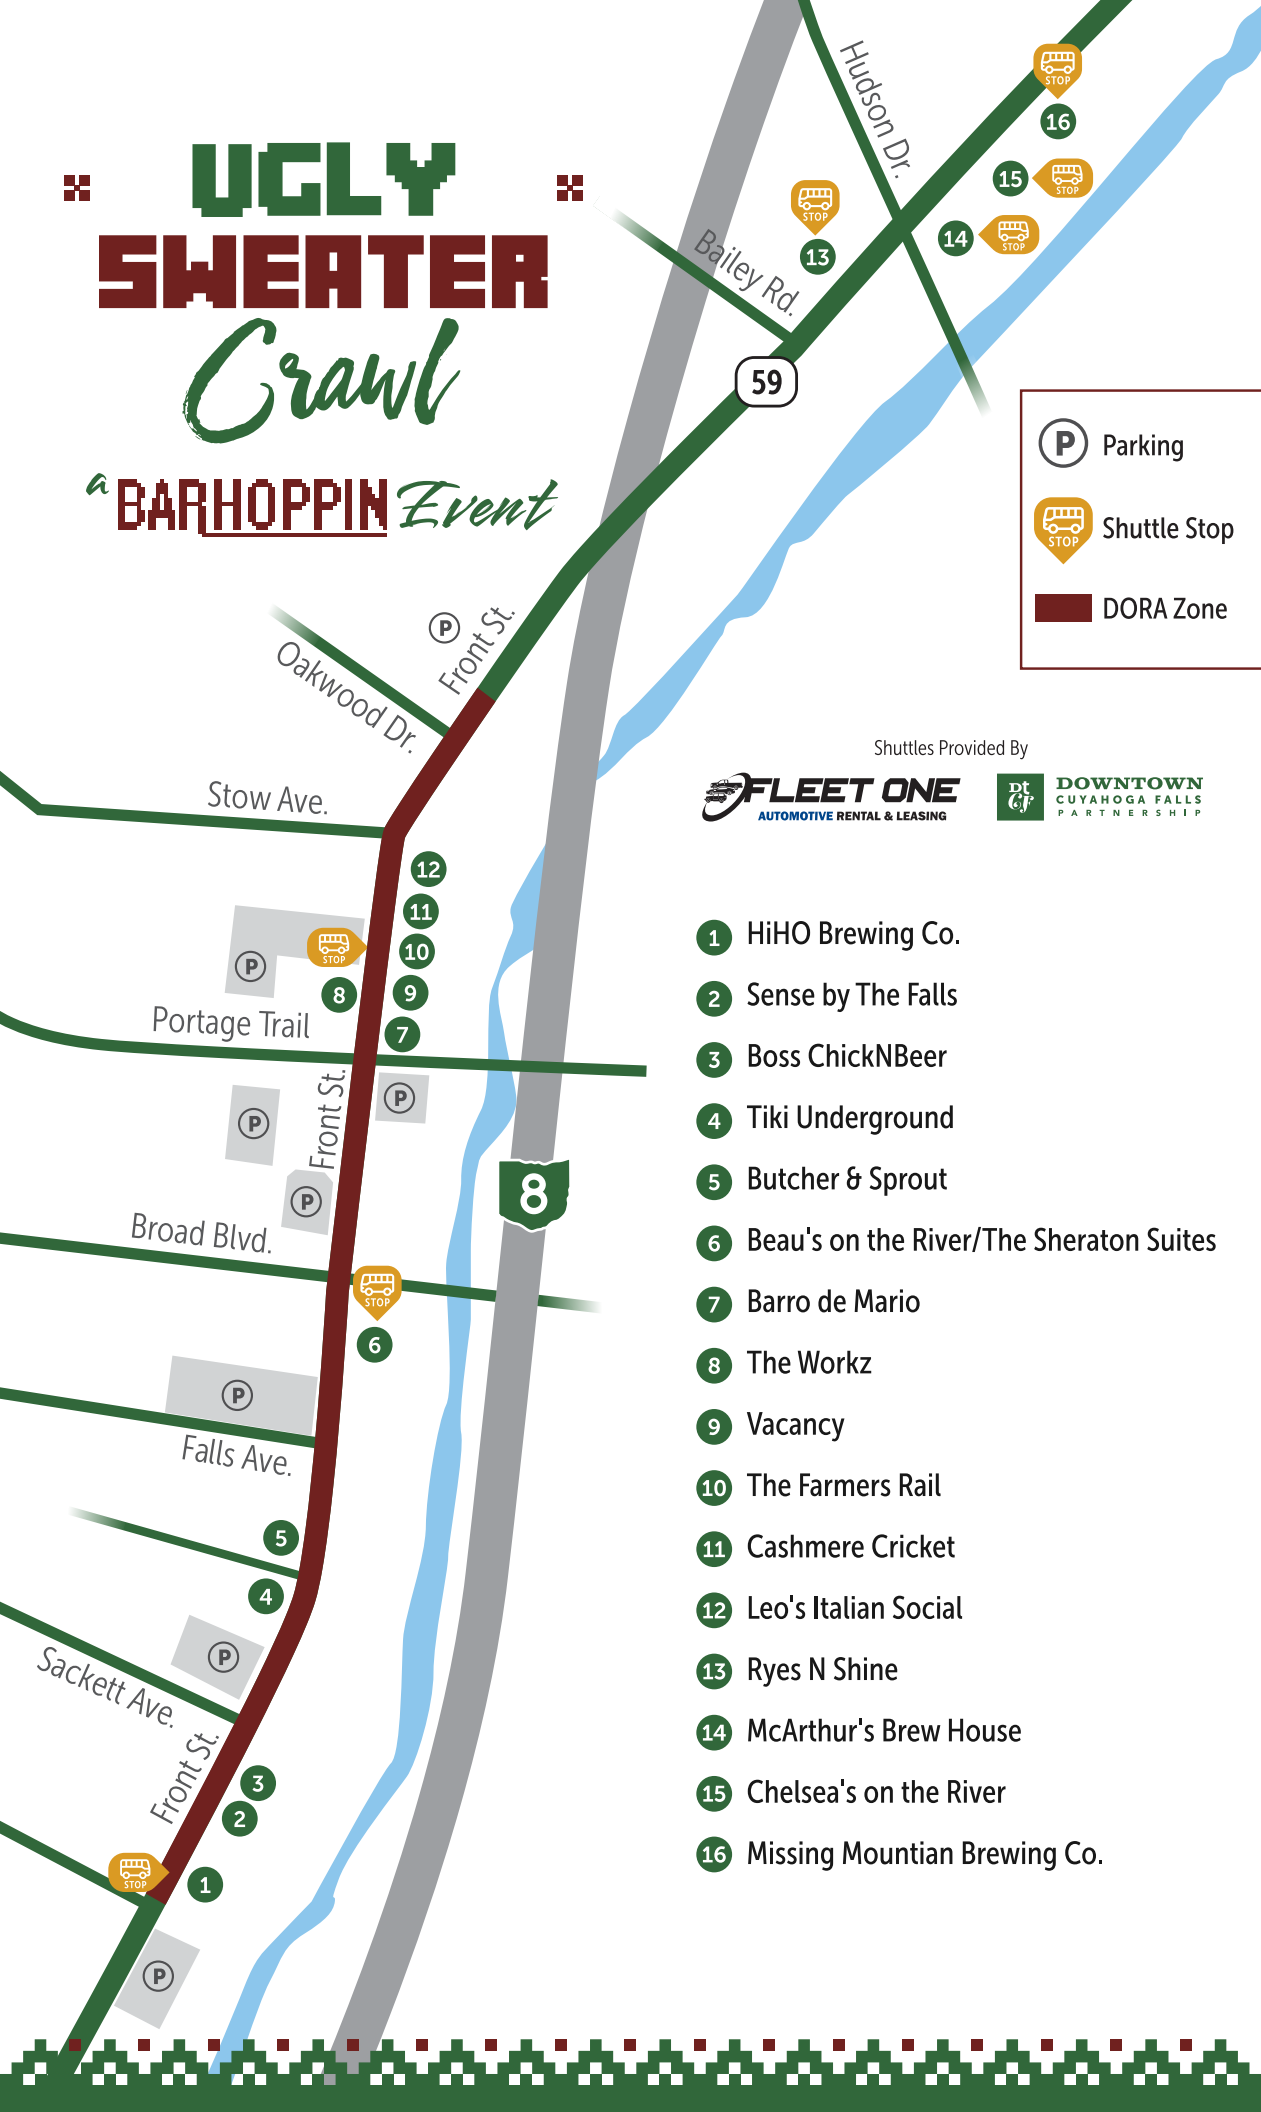 UGLY
SWEATER
Crawl
a BARHOPPIN Event
Hudson Dr.
STOP
16
15
STOP
14
STOP
STOP
13
Bailey Rd.
59
P Parking
STOP Shuttle Stop
DORA Zone
P
Front St.
Oakwood Dr.
Stow Ave.
Shuttles Provided By
FLEET ONE
AUTOMOTIVE RENTAL & LEASING
Dt
CF
DOWNTOWN
CUYAHOGA FALLS
PARTNERSHIP
12
11
10
STOP
P
8
9
7
Portage Trail
P
Front St.
P
P
8
Broad Blvd.
STOP
6
P
Falls Ave.
5
4
P
Sackett Ave.
Front St.
3
2
STOP
1
P
1 HiHO Brewing Co.
2 Sense by The Falls
3 Boss ChickNBeer
4 Tiki Underground
5 Butcher & Sprout
6 Beau's on the River/The Sheraton Suites
7 Barro de Mario
8 The Workz
9 Vacancy
10 The Farmers Rail
11 Cashmere Cricket
12 Leo's Italian Social
13 Ryes N Shine
14 McArthur's Brew House
15 Chelsea's on the River
16 Missing Mountian Brewing Co.